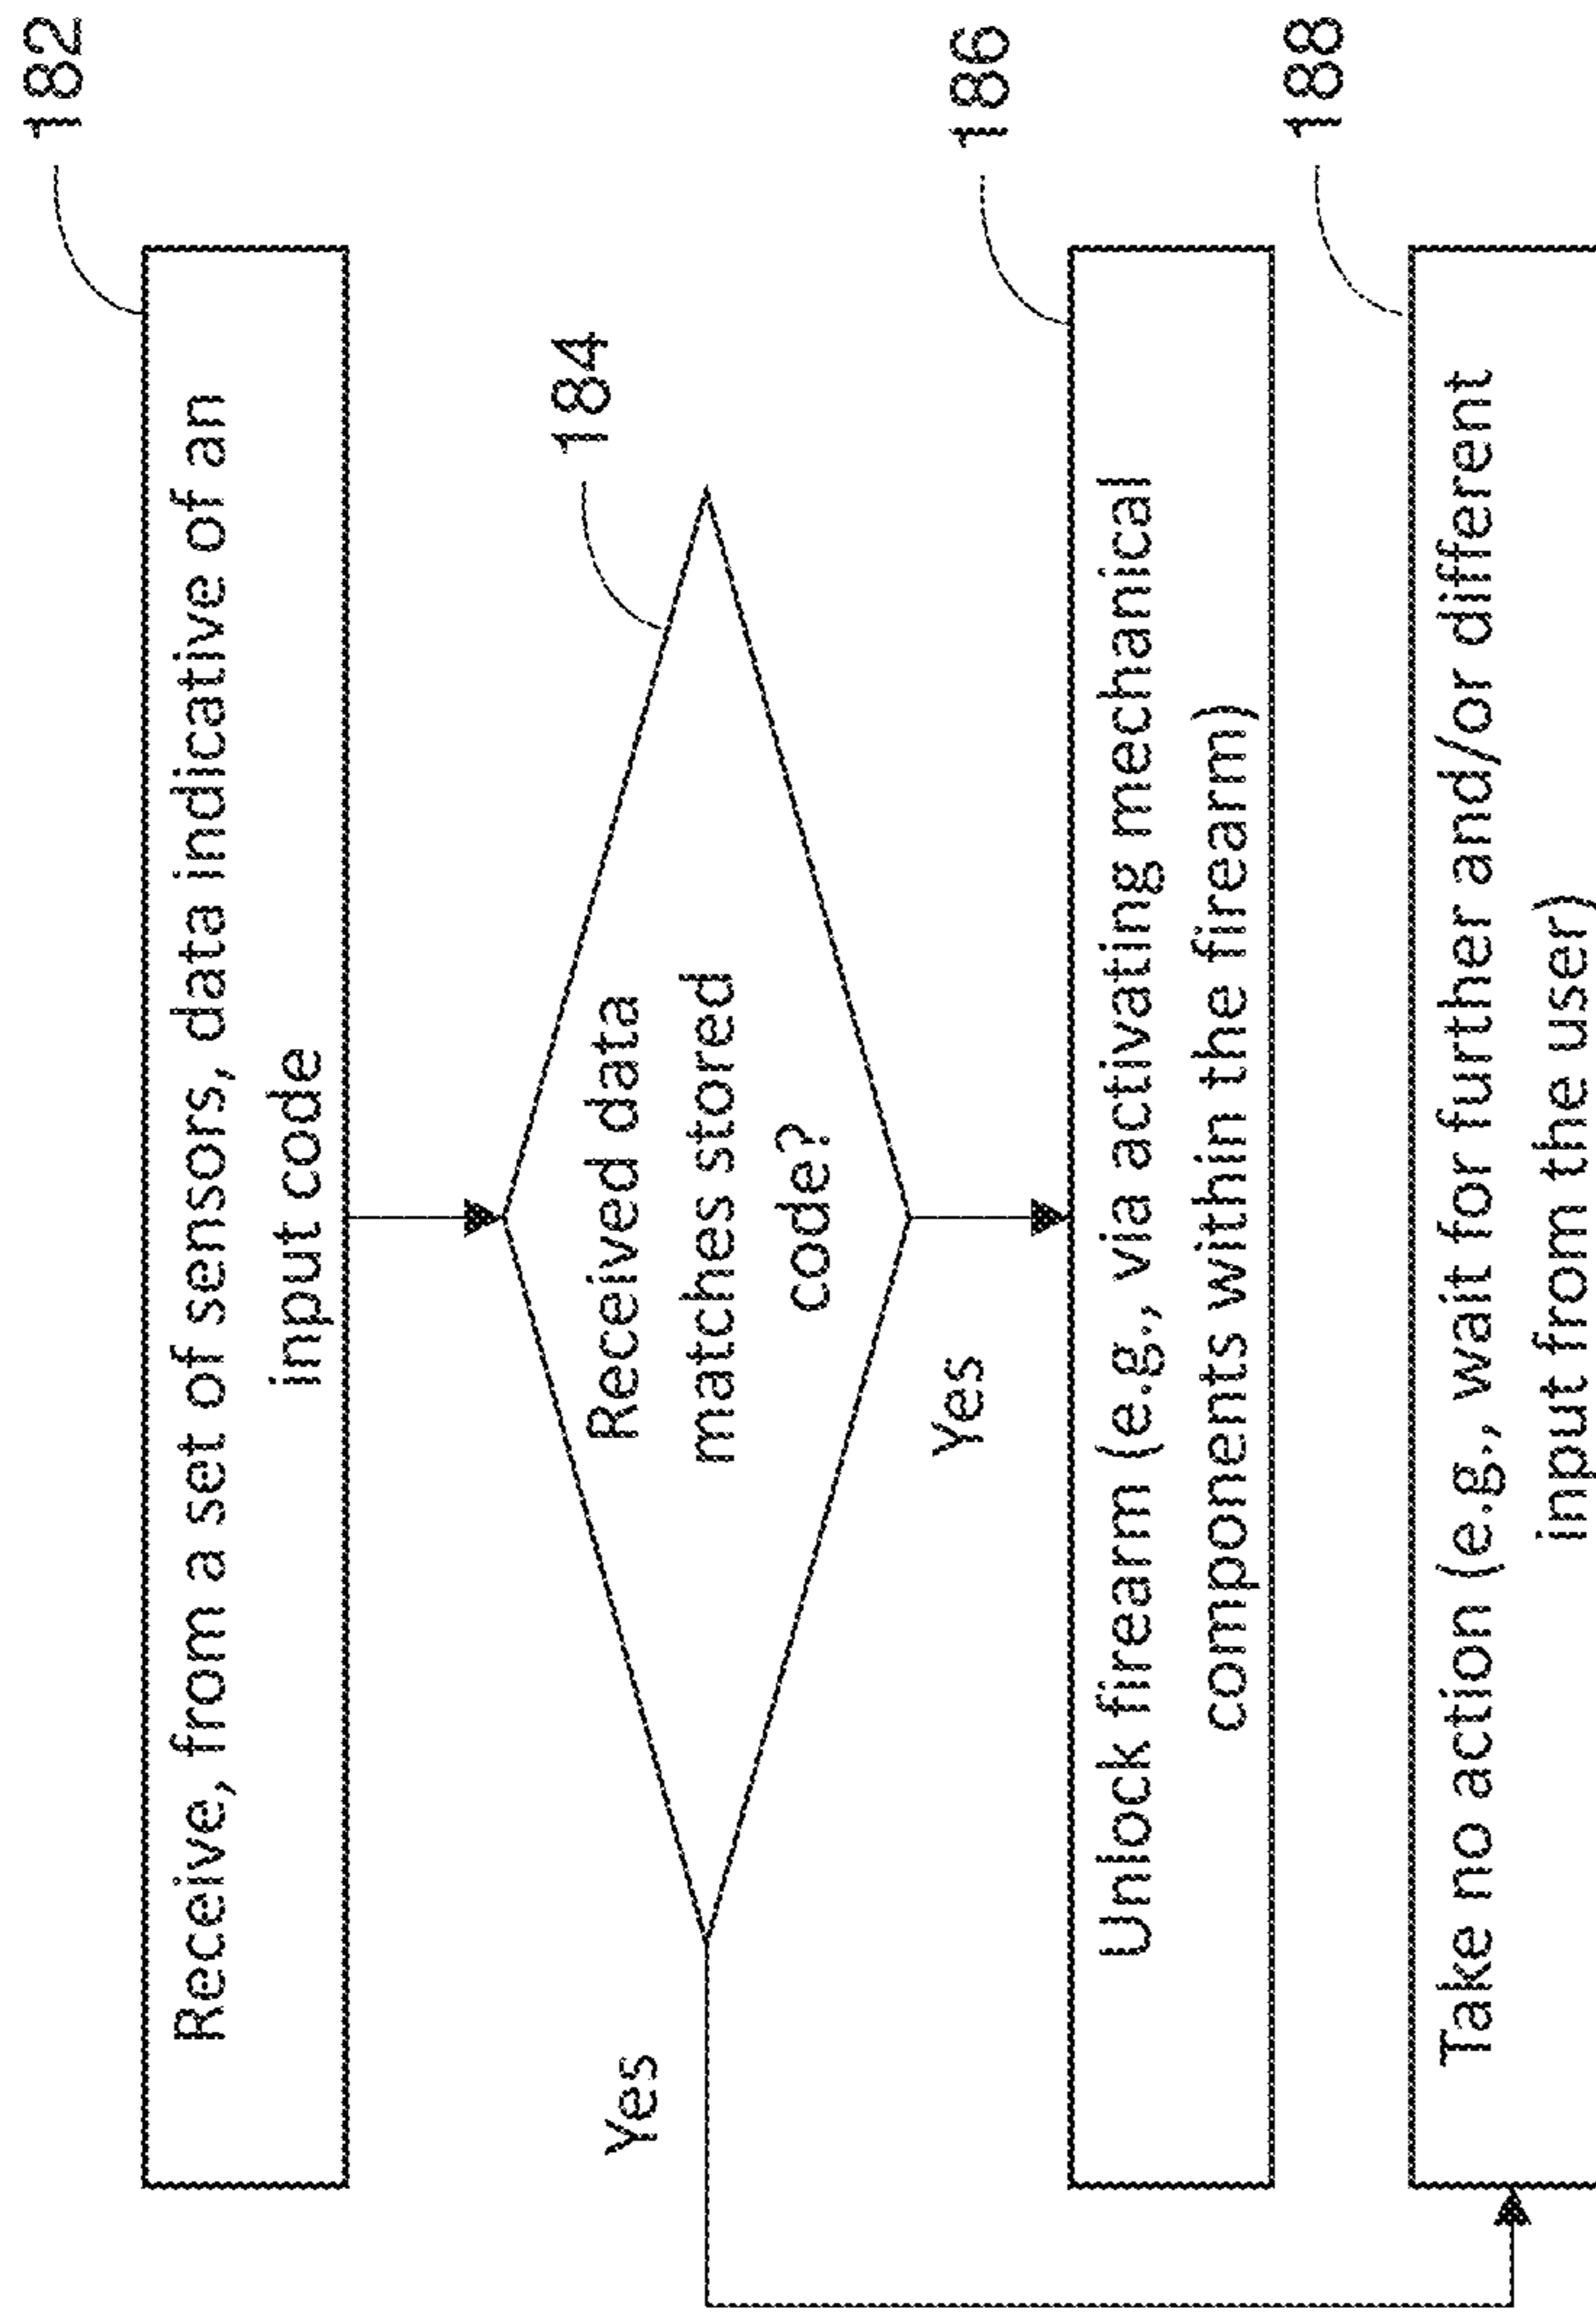 182
Receive, from a set of sensors, data indicative of an
input code
184
Received data
matches stored
code?
Yes
Yes
186
Unlock firearm (e.g., via activating mechanical
components within the firearm)
188
Take no action (e.g., wait for further and/or different
input from the user)